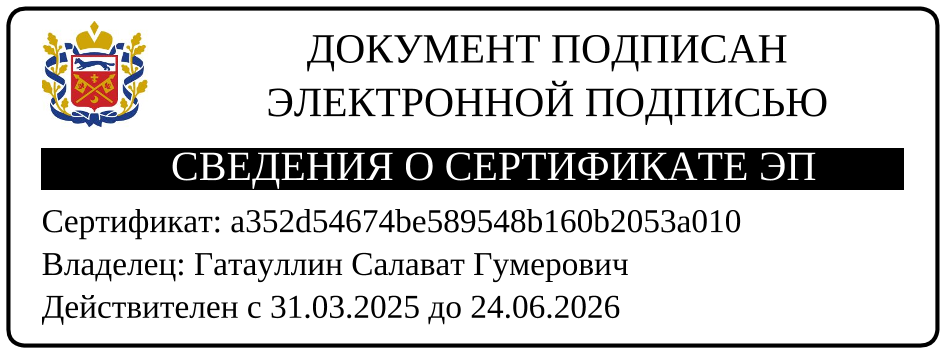 ДОКУМЕНТ ПОДПИСАН
ЭЛЕКТРОННОЙ ПОДПИСЬЮ
СВЕДЕНИЯ О СЕРТИФИКАТЕ ЭП
Сертификат: a352d54674be589548b160b2053a010
Владелец: Гатауллин Салават Гумерович
Действителен с 31.03.2025 до 24.06.2026